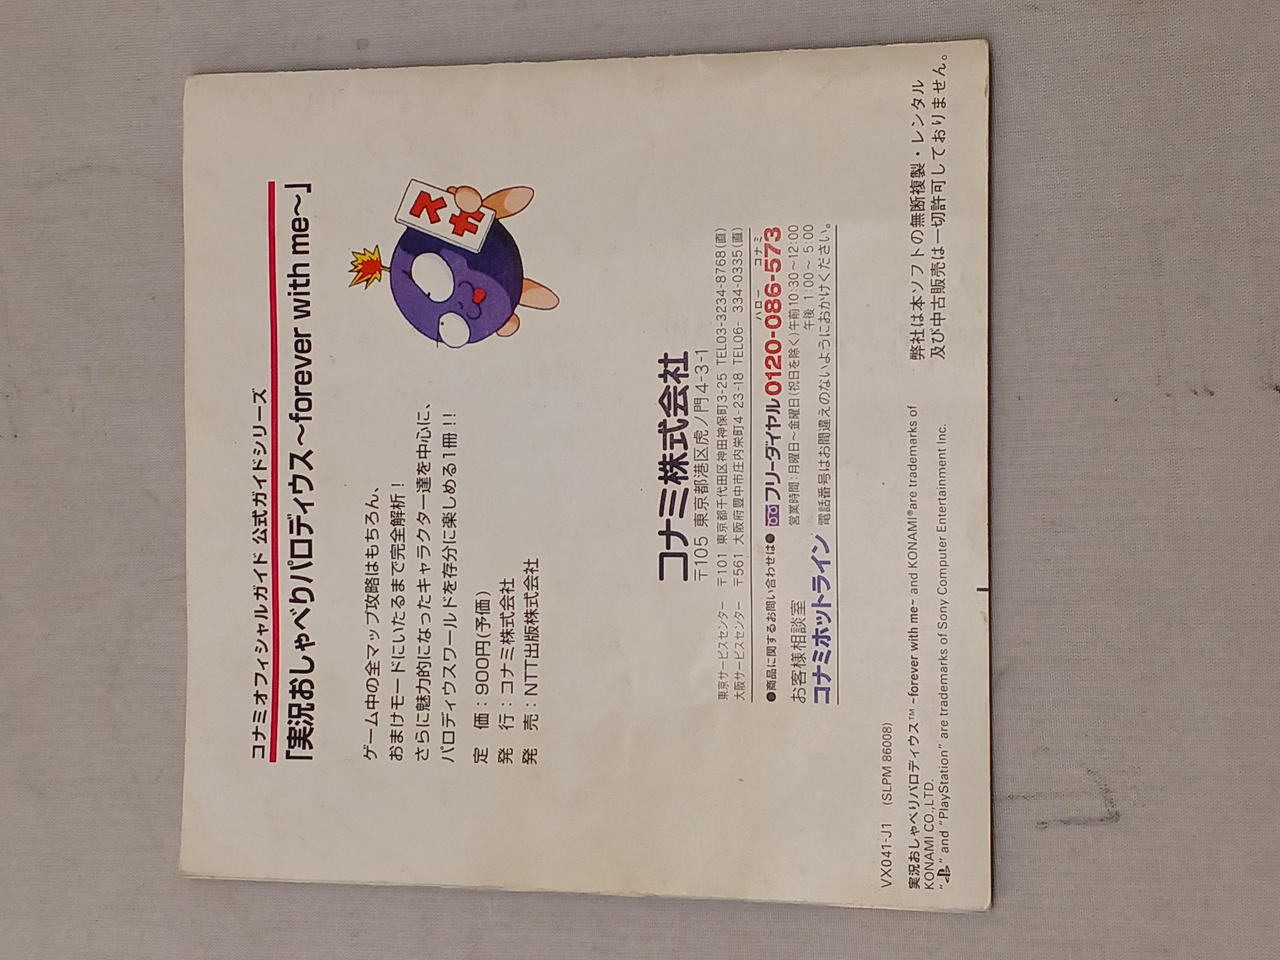 コナミオフィシャルガイド 公式ガイドシリーズ
「実況おしゃべりパロディウス〜forever with me〜」
ゲーム中の全マップ攻略はもちろん、
おまけモードにいたるまで完全解析！
さらに魅力的になったキャラクター達を中心に、
パロディウスワールドを存分に楽しめる1冊!!
定　価：900円(予価)
発　行：コナミ株式会社
発　売：NTT出版株式会社
スカ
コナミ株式会社
〒105 東京都港区虎ノ門4-3-1
東京サービスセンター 〒101 東京都千代田区神田神保町3-25 TEL03-3234-8768(直)
大阪サービスセンター 〒561 大阪府豊中市庄内栄町4-23-18 TEL06- 334-0335(直)
ハロー コナミ
●商品に関するお問い合わせは● フリーダイヤル 0120-086-573
お客様相談室 営業時間：月曜日〜金曜日(祝日を除く)午前10:30〜12:00
午後 1:00〜 5:00
コナミホットライン 電話番号はお間違えのないようにおかけください。
VX041-J1 (SLPM 86008)
実況おしゃべりパロディウス™ -forever with me- and KONAMI®are trademarks of
KONAMI CO.,LTD.
" " and "PlayStation" are trademarks of Sony Computer Entertainment Inc.
弊社は本ソフトの無断複製・レンタル
及び中古販売は一切許可しておりません。